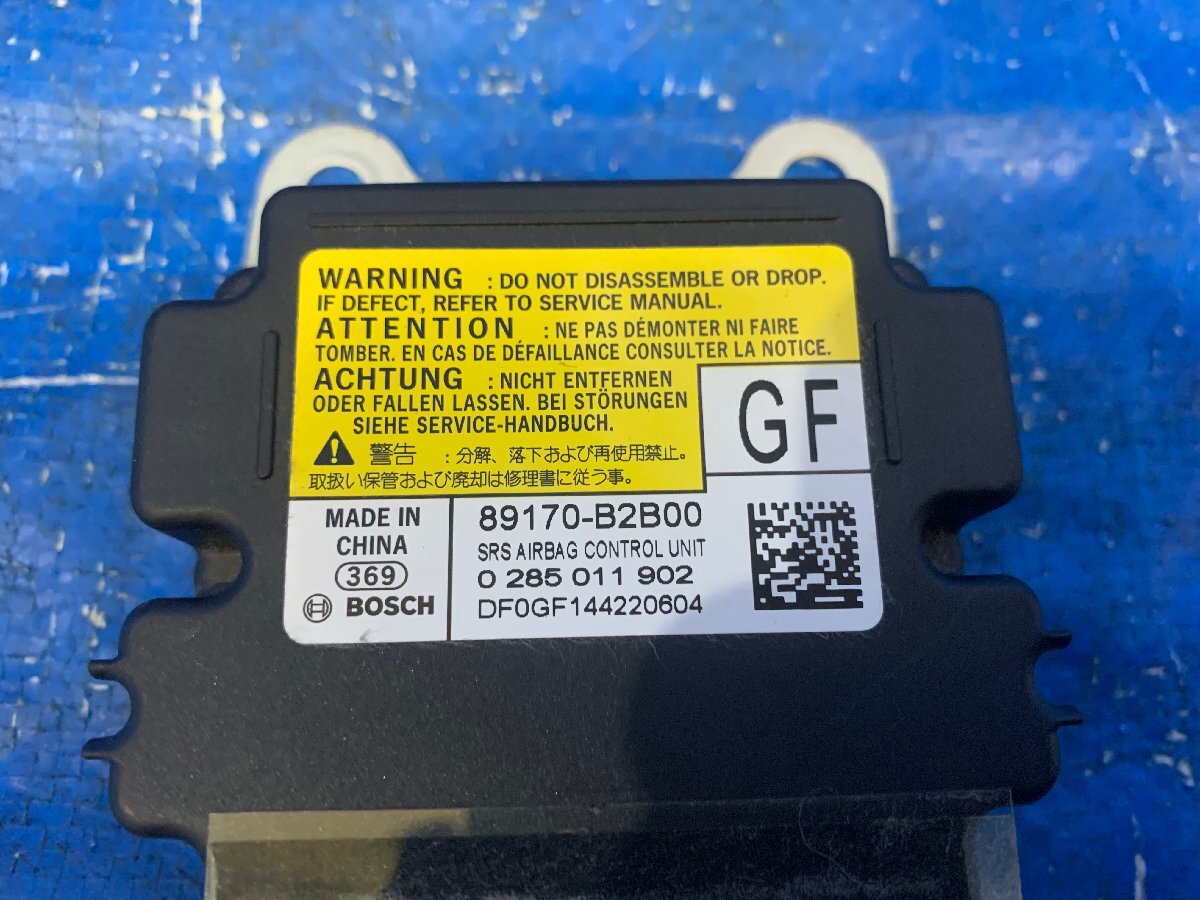 WARNING : DO NOT DISASSEMBLE OR DROP.
IF DEFECT, REFER TO SERVICE MANUAL.
ATTENTION : NE PAS DÉMONTER NI FAIRE
TOMBER. EN CAS DE DÉFAILLANCE CONSULTER LA NOTICE.
ACHTUNG : NICHT ENTFERNEN
ODER FALLEN LASSEN. BEI STÖRUNGEN
SIEHE SERVICE-HANDBUCH.
警告 : 分解、落下および再使用禁止。
取扱い保管および廃却は修理書に従う事。
GF
MADE IN
CHINA
369
BOSCH
89170-B2B00
SRS AIRBAG CONTROL UNIT
0 285 011 902
DF0GF144220604